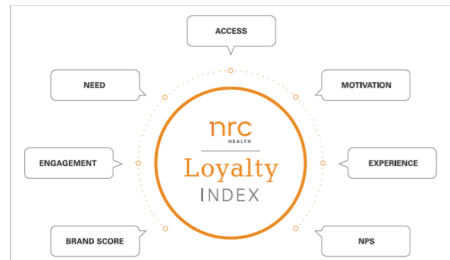 ACCESS
NEED
MOTIVATION
nrc
HEALTH
ENGAGEMENT
Loyalty
EXPERIENCE
INDEX
BRAND SCORE
NPS